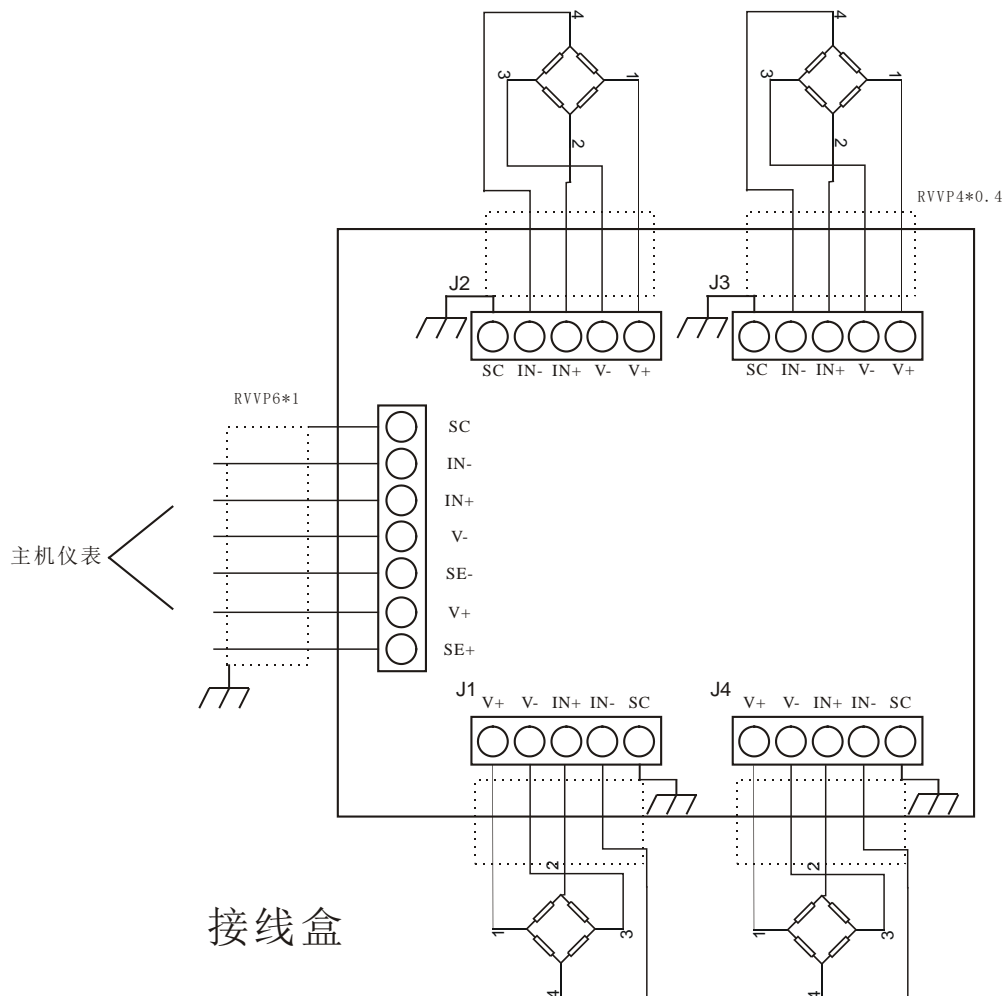 4 4
3 1 3 1
2 2
RVVP4*0.4
J2 J3
SC IN- IN+ V- V+ SC IN- IN+ V- V+
RVVP6*1
SC
IN-
IN+
V-
SE-
V+
SE+
主机仪表
J1 V+ V- IN+ IN- SC J4 V+ V- IN+ IN- SC
2 2
接线盒
1 3 1 3
4 4